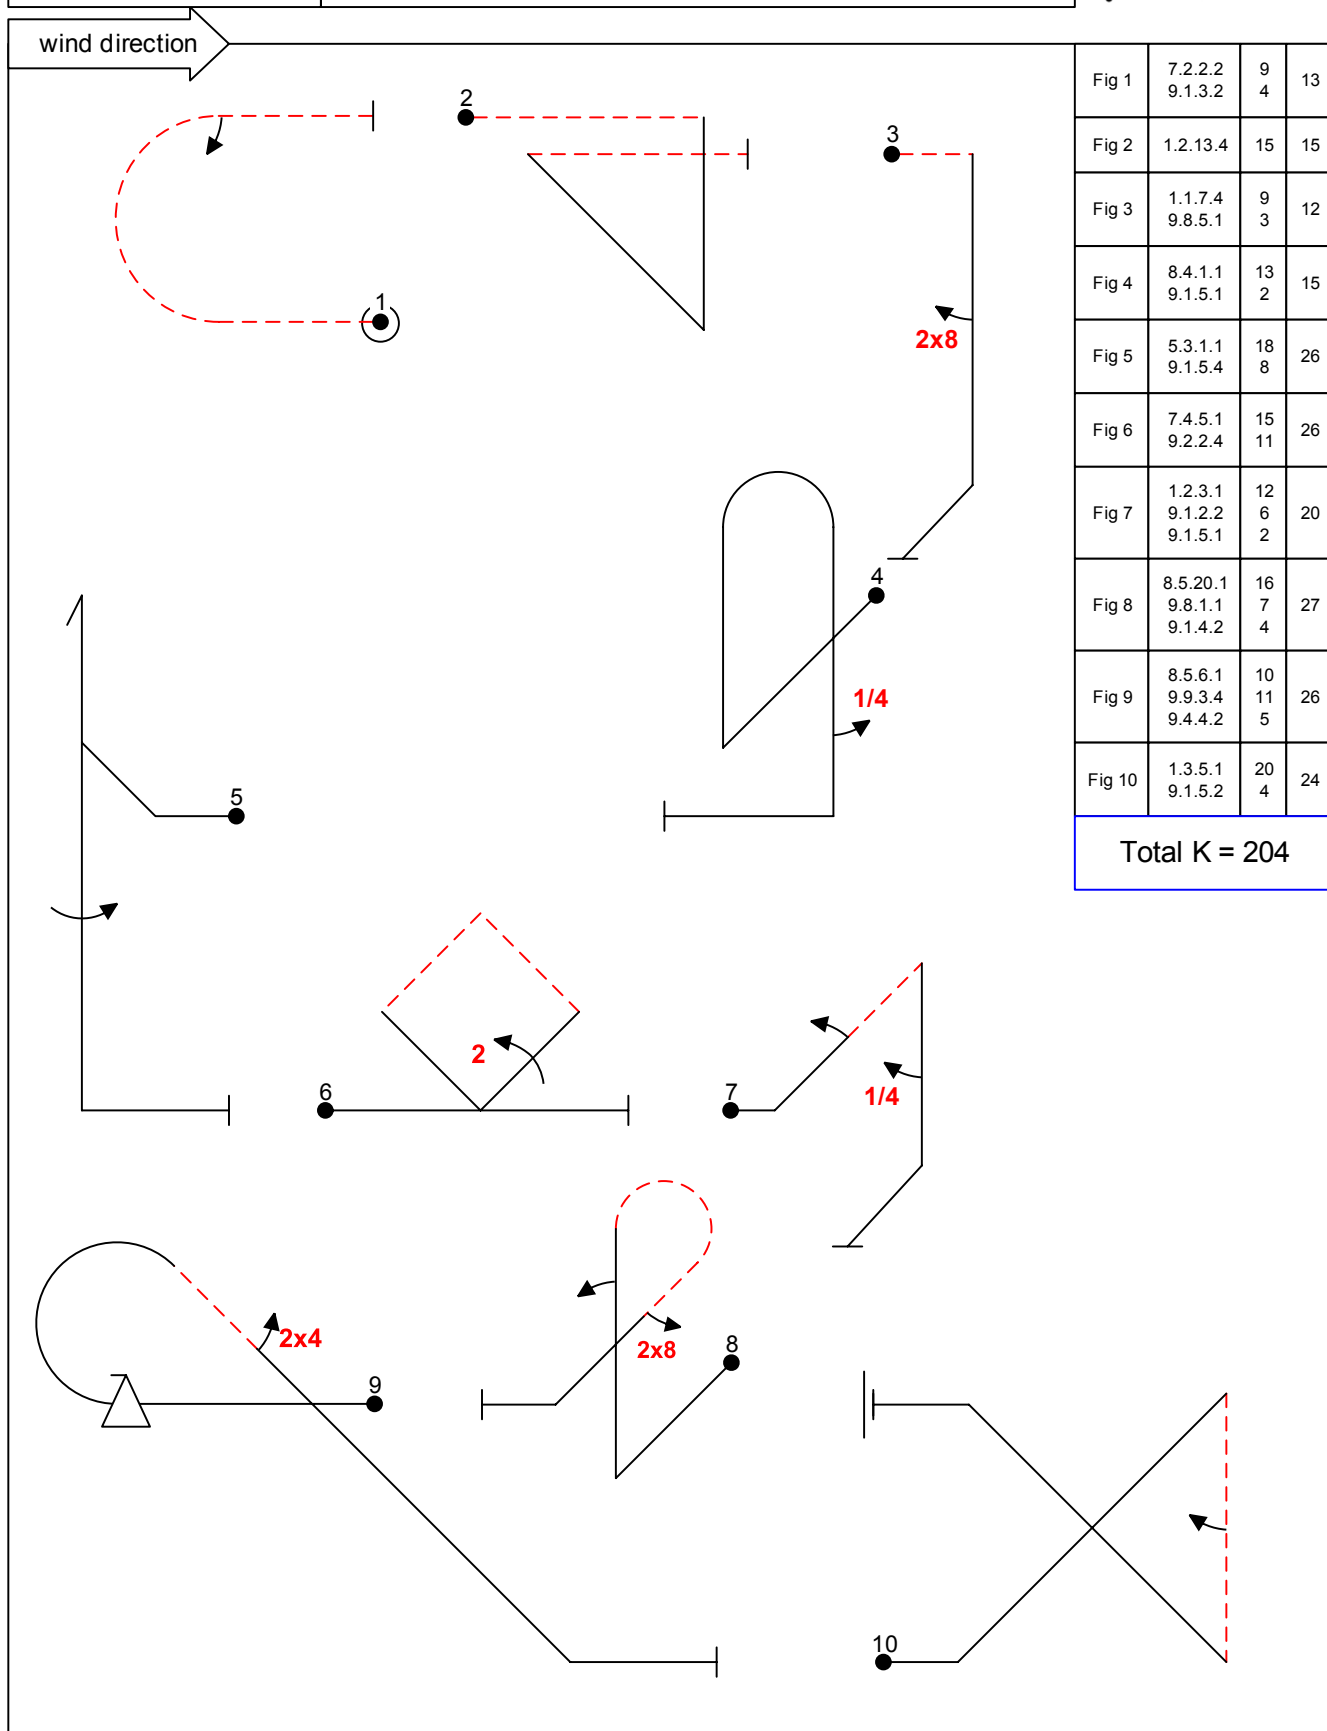 wind direction
1
2
3
2x8
4
1/4
5
6
2
7
1/4
8
2x8
9
2x4
10
Fig 1 7.2.2.2 9 13
9.1.3.2 4
Fig 2 1.2.13.4 15 15
Fig 3 1.1.7.4 9 12
9.8.5.1 3
Fig 4 8.4.1.1 13 15
9.1.5.1 2
Fig 5 5.3.1.1 18 26
9.1.5.4 8
Fig 6 7.4.5.1 15 26
9.2.2.4 11
Fig 7 1.2.3.1 12 20
9.1.2.2 6
9.1.5.1 2
Fig 8 8.5.20.1 16 27
9.8.1.1 7
9.1.4.2 4
Fig 9 8.5.6.1 10 26
9.9.3.4 11
9.4.4.2 5
Fig 10 1.3.5.1 20 24
9.1.5.2 4
Total K = 204